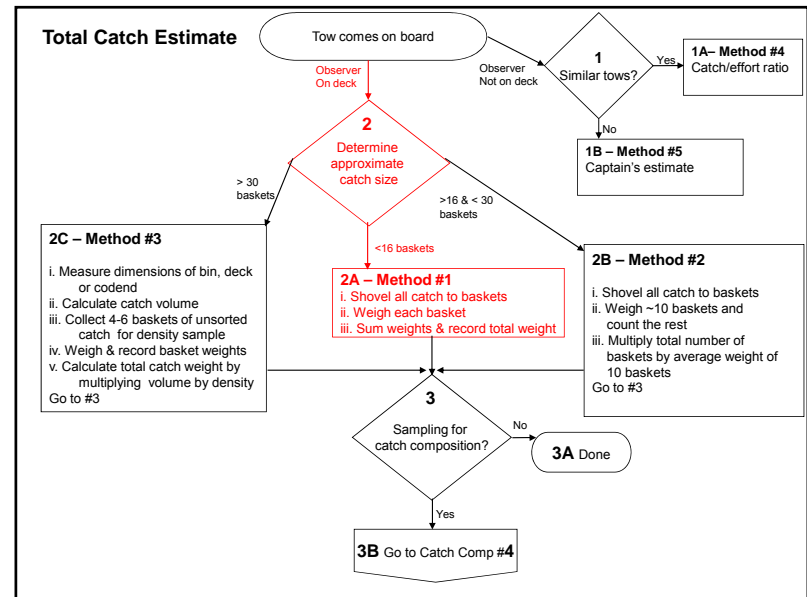 Total Catch Estimate
Tow comes on board
Observer
On deck
Observer
Not on deck
1
Similar tows?
Yes
1A– Method #4
Catch/effort ratio
No
1B – Method #5
Captain's estimate
2
Determine
approximate
catch size
> 30
baskets
>16 & < 30
baskets
<16 baskets
2C – Method #3
i. Measure dimensions of bin, deck
or codend
ii. Calculate catch volume
iii. Collect 4-6 baskets of unsorted
catch for density sample
iv. Weigh & record basket weights
v. Calculate total catch weight by
multiplying volume by density
Go to #3
2A – Method #1
i. Shovel all catch to baskets
ii. Weigh each basket
iii. Sum weights & record total weight
2B – Method #2
i. Shovel all catch to baskets
ii. Weigh ~10 baskets and
count the rest
iii. Multiply total number of
baskets by average weight of
10 baskets
Go to #3
3
Sampling for
catch composition?
No
3A Done
Yes
3B Go to Catch Comp #4